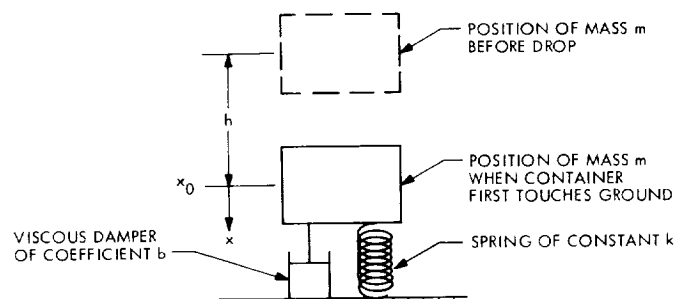 POSITION OF MASS m
BEFORE DROP
h
x₀
POSITION OF MASS m
WHEN CONTAINER
FIRST TOUCHES GROUND
x
VISCOUS DAMPER
OF COEFFICIENT b
SPRING OF CONSTANT k